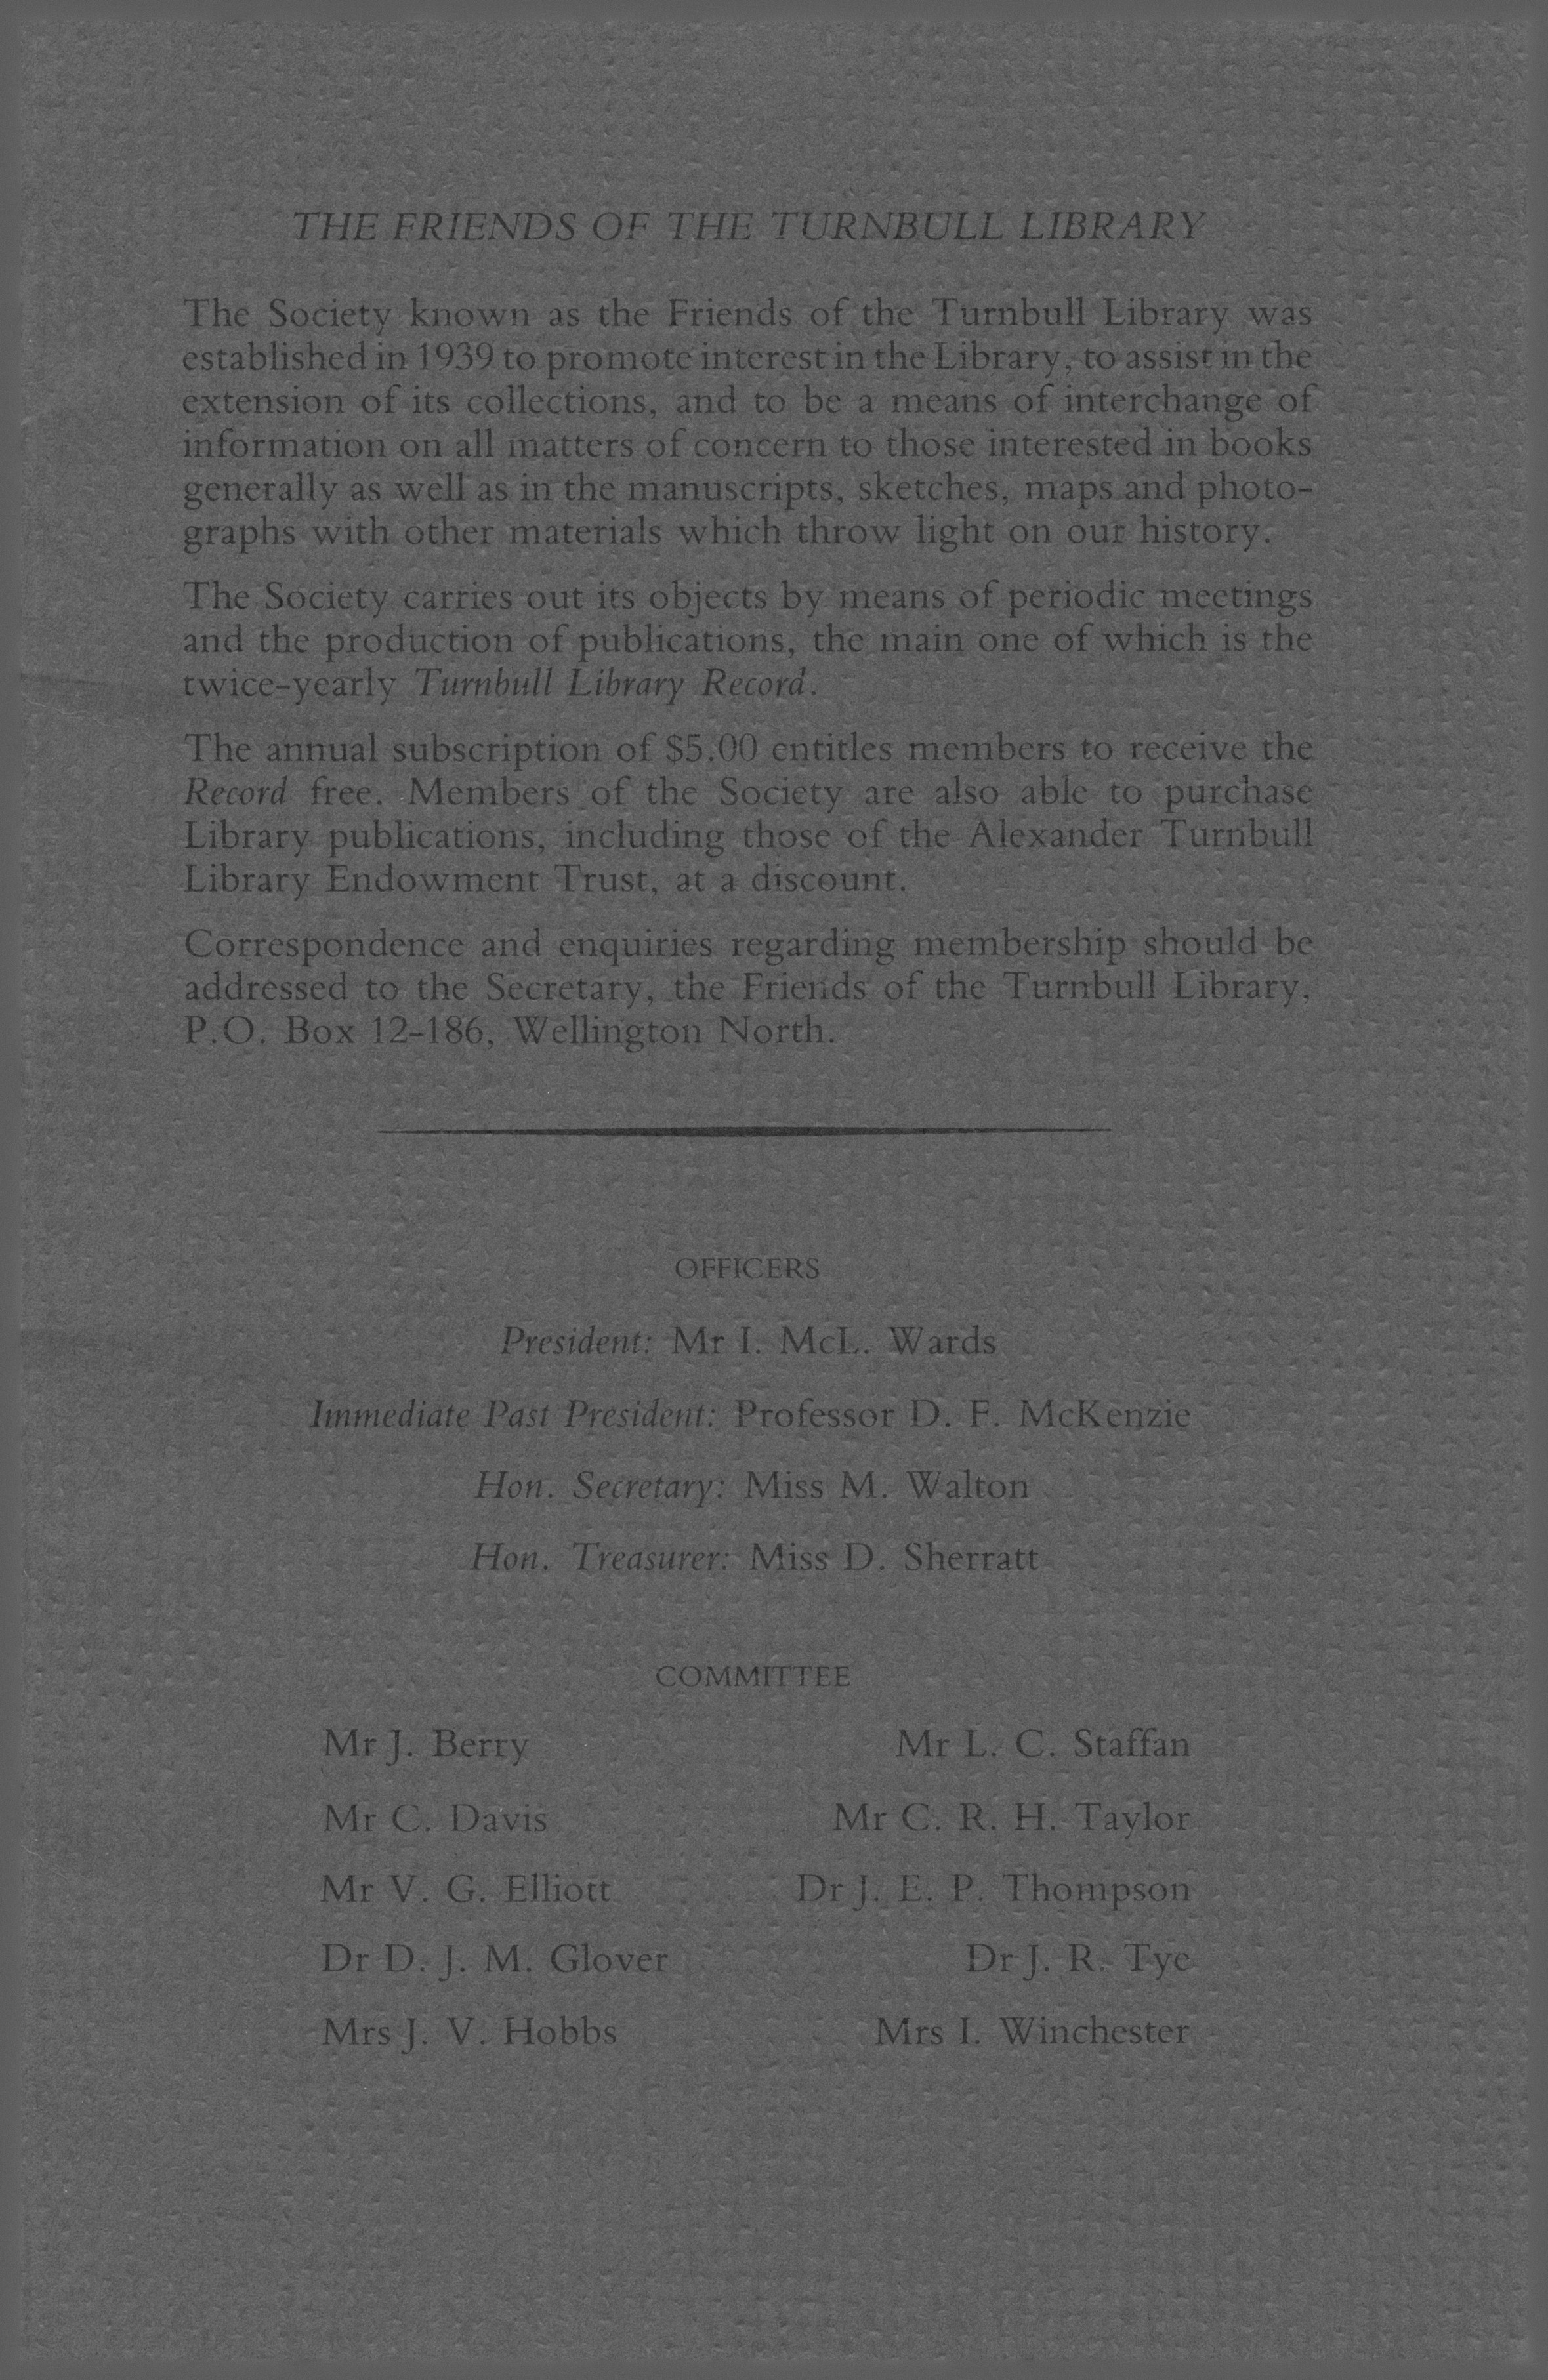 THE FRIENDS OF THE TURNBULL LIBRARY
The Society known as the Friends of the Turnbull Library was
established in 1939 to promote interest in the Library, to assist in the
extension of its collections, and to be a means of interchange of
information on all matters of concern to those interested in books
generally as well as in the manuscripts, sketches, maps and photo-
graphs with other materials which throw light on our history.
The Society carries out its objects by means of periodic meetings
and the production of publications, the main one of which is the
twice-yearly Turnbull Library Record.
The annual subscription of $5.00 entitles members to receive the
Record free. Members of the Society are also able to purchase
Library publications, including those of the Alexander Turnbull
Library Endowment Trust, at a discount.
Correspondence and enquiries regarding membership should be
addressed to the Secretary, the Friends of the Turnbull Library,
P.O. Box 12-186, Wellington North.
OFFICERS
President: Mr I. McL. Wards
Immediate Past President: Professor D. F. McKenzie
Hon. Secretary: Miss M. Walton
Hon. Treasurer: Miss D. Sherratt
COMMITTEE
Mr J. Berry Mr L. C. Staffan
Mr C. Davis Mr C. R. H. Taylor
Mr V. G. Elliott Dr J. E. P. Thompson
Dr D. J. M. Glover Dr J. R. Tye
Mrs J. V. Hobbs Mrs I. Winchester